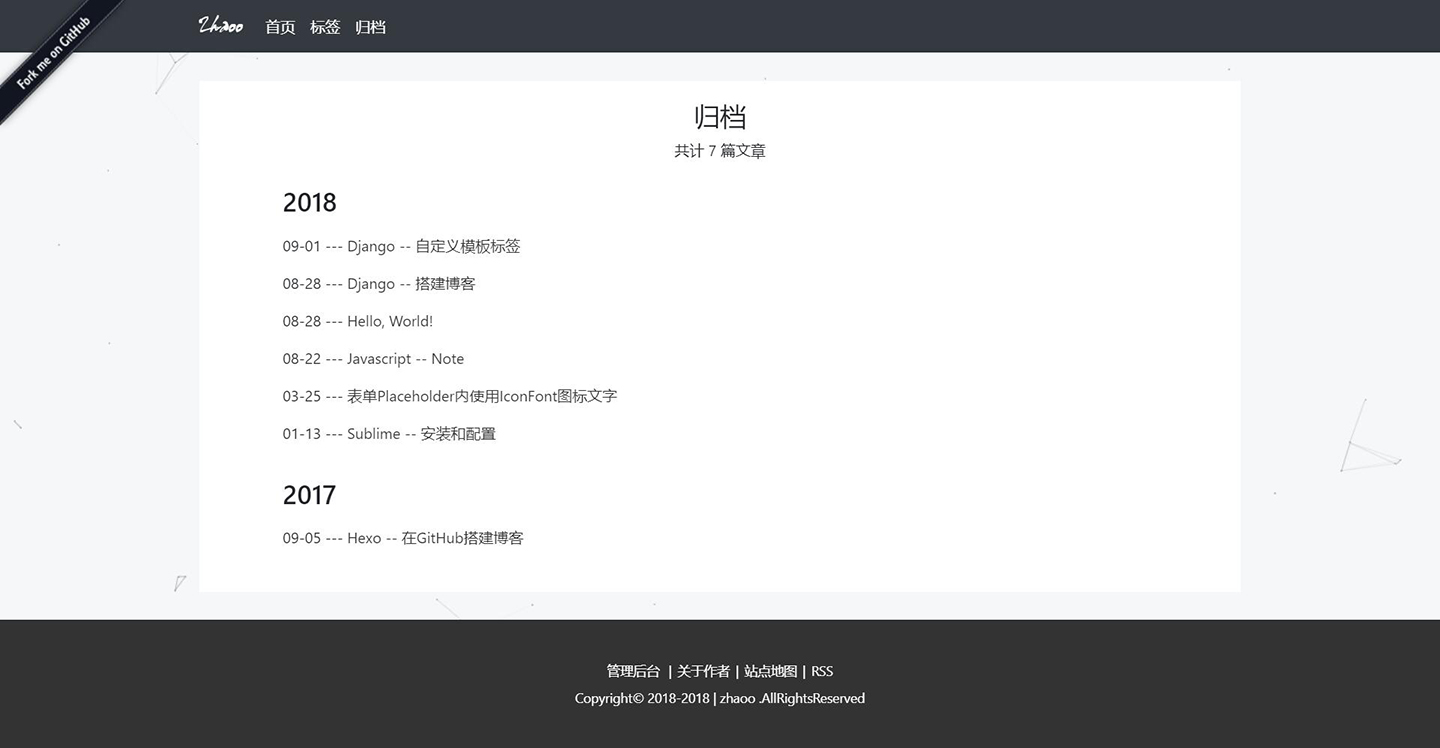 Fork me on GitHub
Zhaoo 首页 标签 归档
归档
共计 7 篇文章
2018
09-01 --- Django -- 自定义模板标签
08-28 --- Django -- 搭建博客
08-28 --- Hello, World!
08-22 --- Javascript -- Note
03-25 --- 表单Placeholder内使用IconFont图标文字
01-13 --- Sublime -- 安装和配置
2017
09-05 --- Hexo -- 在GitHub搭建博客
管理后台 | 关于作者 | 站点地图 | RSS
Copyright© 2018-2018 | zhaoo .AllRightsReserved